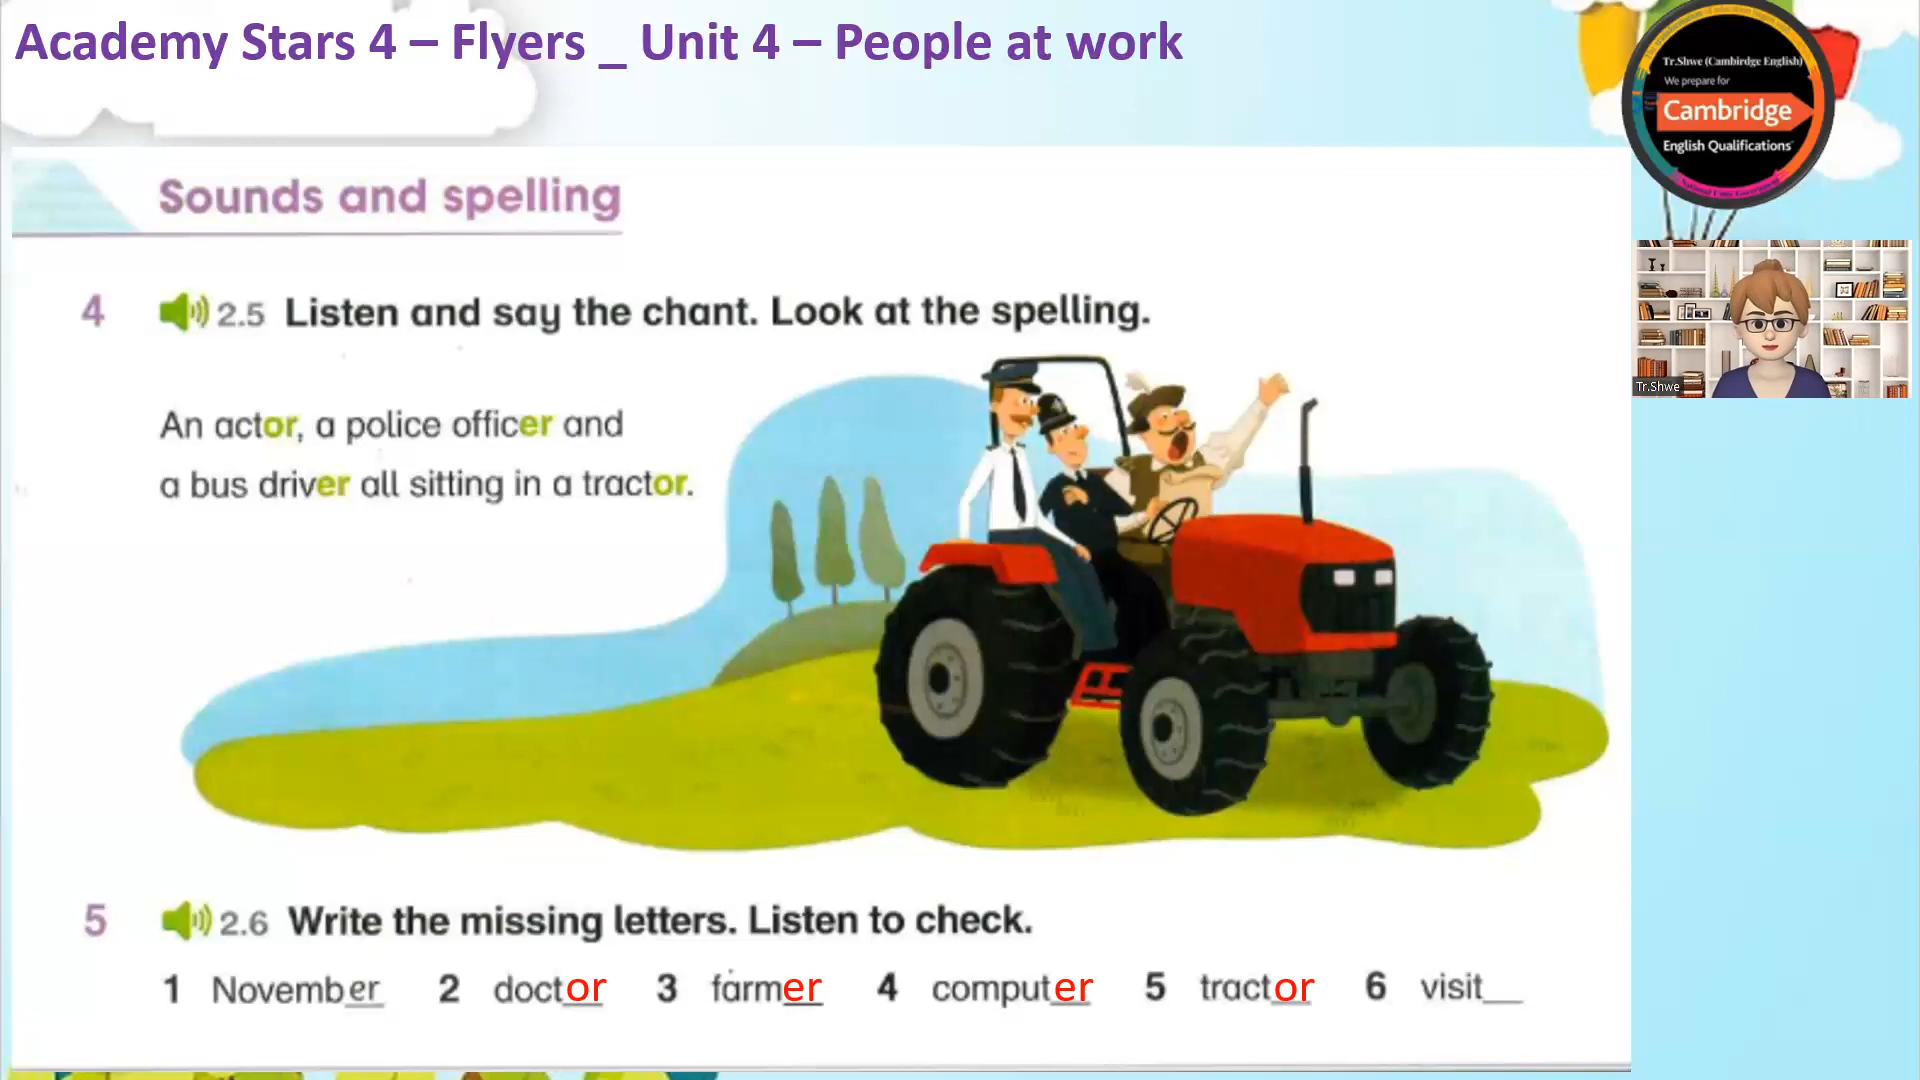 Academy Stars 4 – Flyers _ Unit 4 – People at work
Tr.Shwe (Cambirdge English)
We prepare for
Cambridge
English Qualifications
Sounds and spelling
4 2.5 Listen and say the chant. Look at the spelling.
An actor, a police officer and
a bus driver all sitting in a tractor.
Tr.Shwe
5 2.6 Write the missing letters. Listen to check.
1 November 2 doctor 3 farmer 4 computer 5 tractor 6 visit__